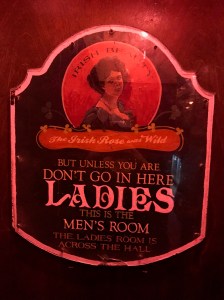 The Irish Rose was Wild
BUT UNLESS YOU ARE
DON'T GO IN HERE
LADIES
THIS IS THE
MEN'S ROOM
THE LADIES ROOM IS
ACROSS THE HALL